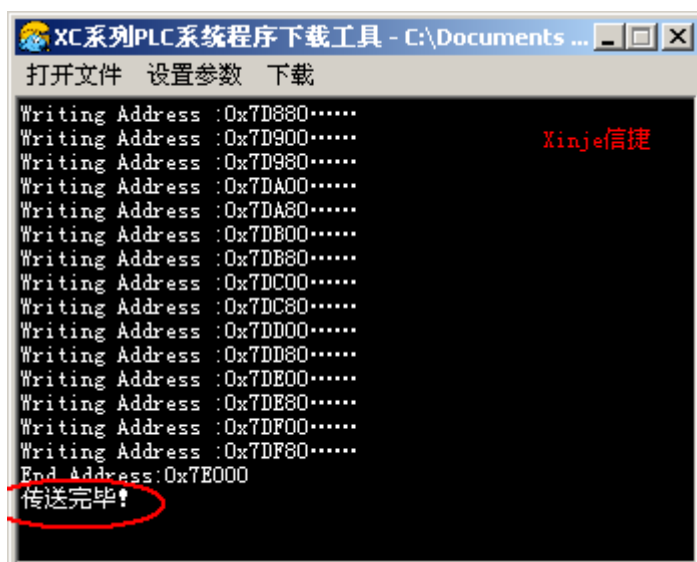 XC系列PLC系统程序下载工具 - C:\Documents ...
打开文件 设置参数 下载
Writing Address :0x7D880······
Writing Address :0x7D900······
Xinje信捷
Writing Address :0x7D980······
Writing Address :0x7DA00······
Writing Address :0x7DA80······
Writing Address :0x7DB00······
Writing Address :0x7DB80······
Writing Address :0x7DC00······
Writing Address :0x7DC80······
Writing Address :0x7DD00······
Writing Address :0x7DD80······
Writing Address :0x7DE00······
Writing Address :0x7DE80······
Writing Address :0x7DF00······
Writing Address :0x7DF80······
End Address:0x7E000
传送完毕!